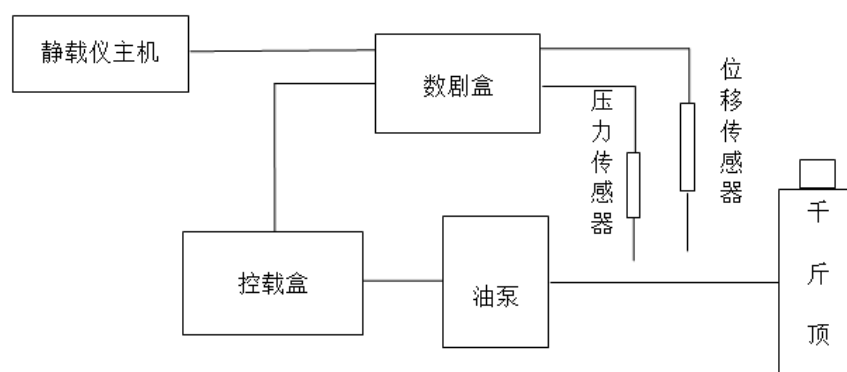 静载仪主机
数剧盒
压力传感器
位移传感器
控载盒
油泵
千斤顶